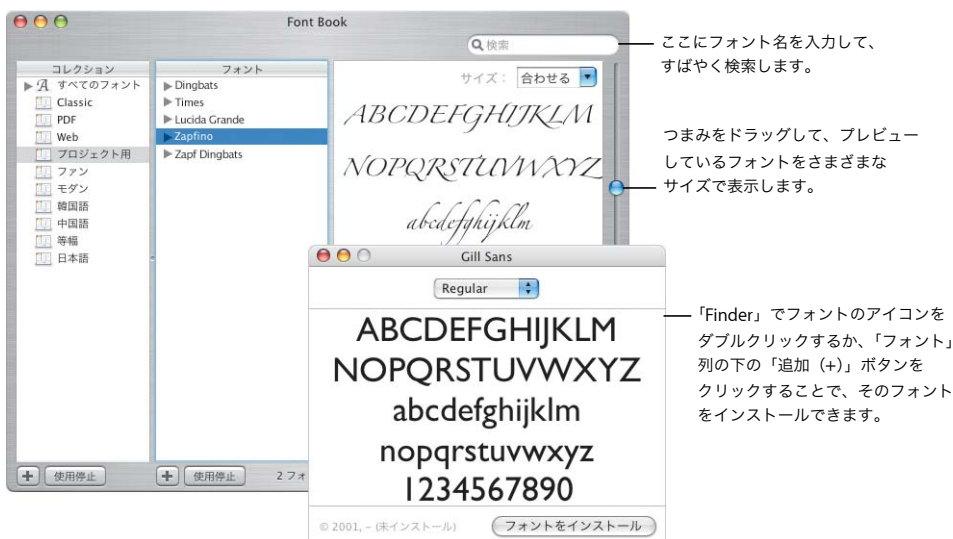 Font Book
検索
コレクション
すべてのフォント
Classic
PDF
Web
プロジェクト用
ファン
モダン
韓国語
中国語
等幅
日本語
使用停止
フォント
Dingbats
Times
Lucida Grande
Zapfino
Zapf Dingbats
使用停止
2 フォ
サイズ： 合わせる
ABCDEFGHIJKLM
NOPQRSTUVWXYZ
abcdefghijklm
Gill Sans
Regular
ABCDEFGHIJKLM
NOPQRSTUVWXYZ
abcdefghijklm
nopqrstuvwxyz
1234567890
© 2001, – (未インストール)
フォントをインストール
ここにフォント名を入力して、
すばやく検索します。
つまみをドラッグして、プレビュー
しているフォントをさまざまな
サイズで表示します。
「Finder」でフォントのアイコンを
ダブルクリックするか、「フォント」
列の下の「追加（+）」ボタンを
クリックすることで、そのフォント
をインストールできます。